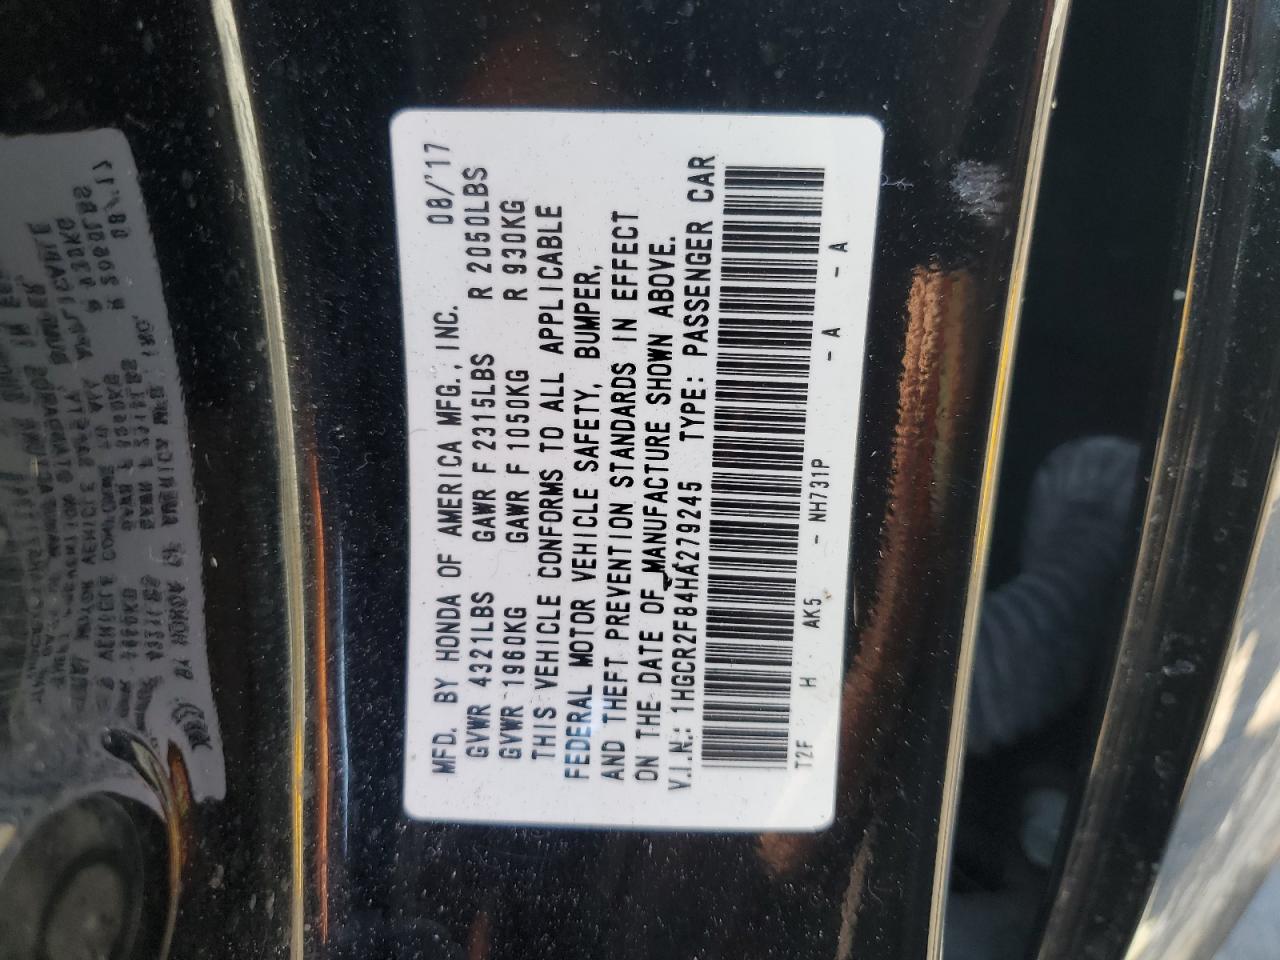 MFD. BY HONDA OF AMERICA MFG., INC. 08/'17
GVWR 4321LBS GAWR F 2315LBS R 2050LBS
GVWR 1960KG GAWR F 1050KG R 930KG
THIS VEHICLE CONFORMS TO ALL APPLICABLE
FEDERAL MOTOR VEHICLE SAFETY, BUMPER,
AND THEFT PREVENTION STANDARDS IN EFFECT
ON THE DATE OF MANUFACTURE SHOWN ABOVE.
V.I.N.: 1HGCR2F84HA279245 TYPE: PASSENGER CAR
T2F H AK5 - NH731P - A - A